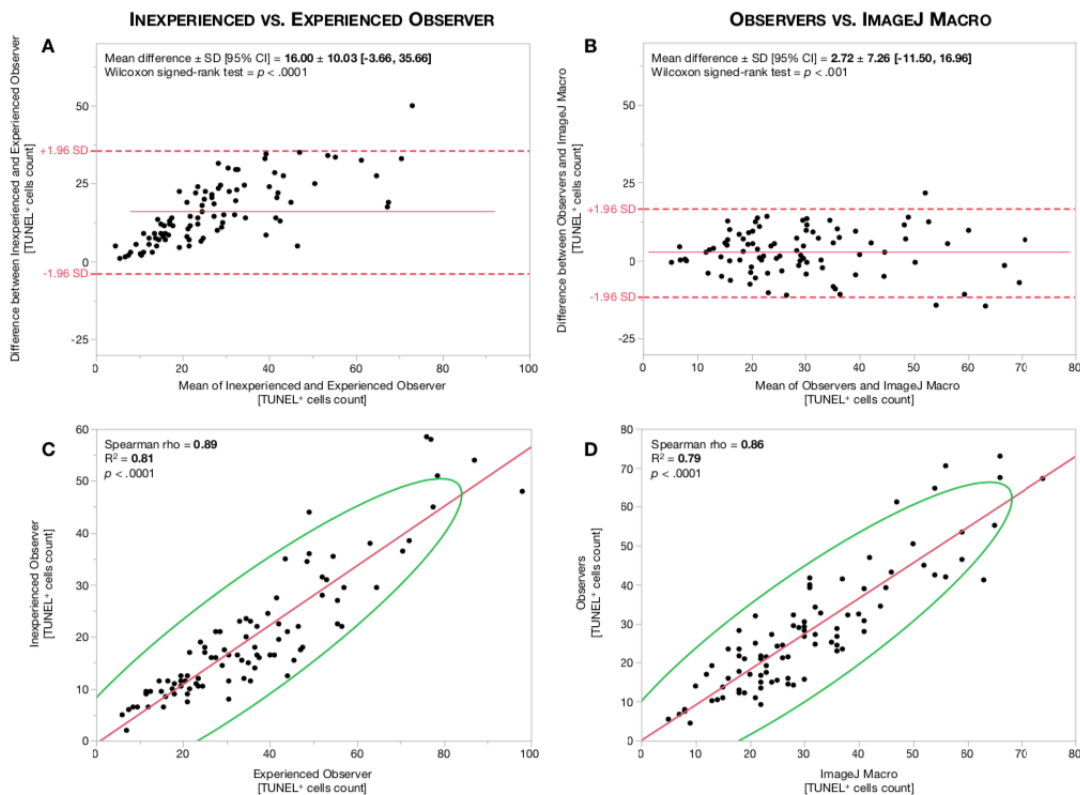 INEXPERIENCED VS. EXPERIENCED OBSERVER
OBSERVERS VS. IMAGEJ MACRO
A
Mean difference ± SD [95% CI] = 16.00 ± 10.03 [-3.66, 35.66]
Wilcoxon signed-rank test = p < .0001
Difference between Inexperienced and Experienced Observer
[TUNEL+ cells count]
50
25
0
-25
+1.96 SD
-1.96 SD
0
20
40
60
80
100
Mean of Inexperienced and Experienced Observer
[TUNEL+ cells count]
B
Mean difference ± SD [95% CI] = 2.72 ± 7.26 [-11.50, 16.96]
Wilcoxon signed-rank test = p < .001
Difference between Observers and ImageJ Macro
[TUNEL+ cells count]
50
25
0
-25
+1.96 SD
-1.96 SD
0
10
20
30
40
50
60
70
80
Mean of Observers and ImageJ Macro
[TUNEL+ cells count]
C
Spearman rho = 0.89
R² = 0.81
p < .0001
Inexperienced Observer
[TUNEL+ cells count]
60
50
40
30
20
10
0
0
20
40
60
80
100
Experienced Observer
[TUNEL+ cells count]
D
Spearman rho = 0.86
R² = 0.79
p < .0001
Observers
[TUNEL+ cells count]
80
70
60
50
40
30
20
10
0
0
10
20
30
40
50
60
70
80
ImageJ Macro
[TUNEL+ cells count]